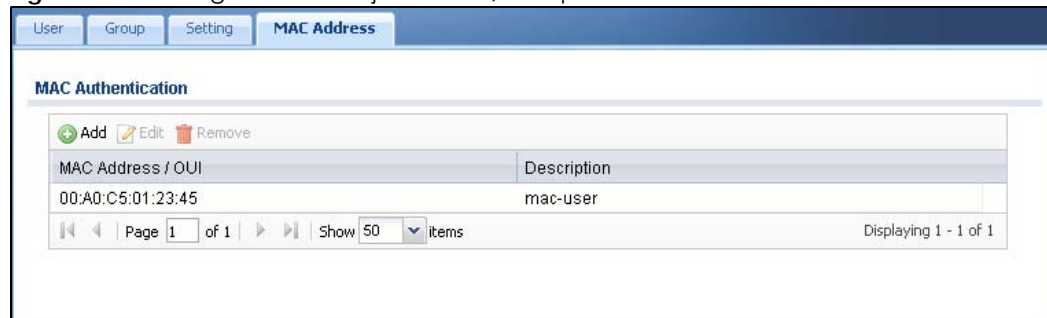 User Group Setting MAC Address
MAC Authentication
Add Edit Remove
MAC Address / OUI Description
00:A0:C5:01:23:45 mac-user
Page 1 of 1 Show 50 items Displaying 1 - 1 of 1